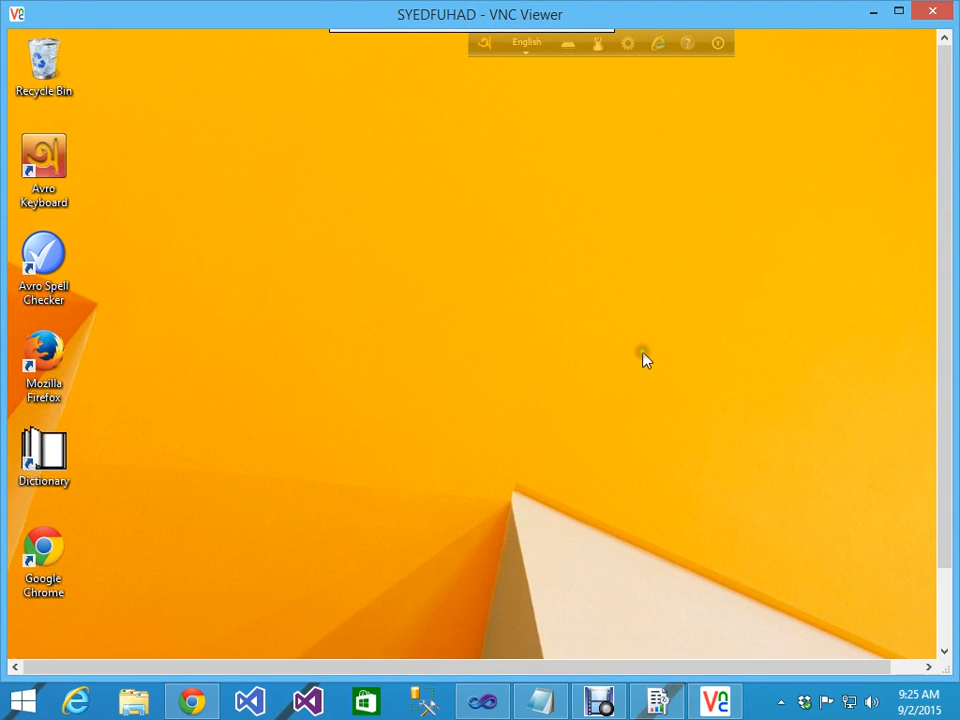 SYEDFUHAD - VNC Viewer
English
Recycle Bin
Avro
Keyboard
Avro Spell
Checker
Mozilla
Firefox
Dictionary
Google
Chrome
9:25 AM
9/2/2015